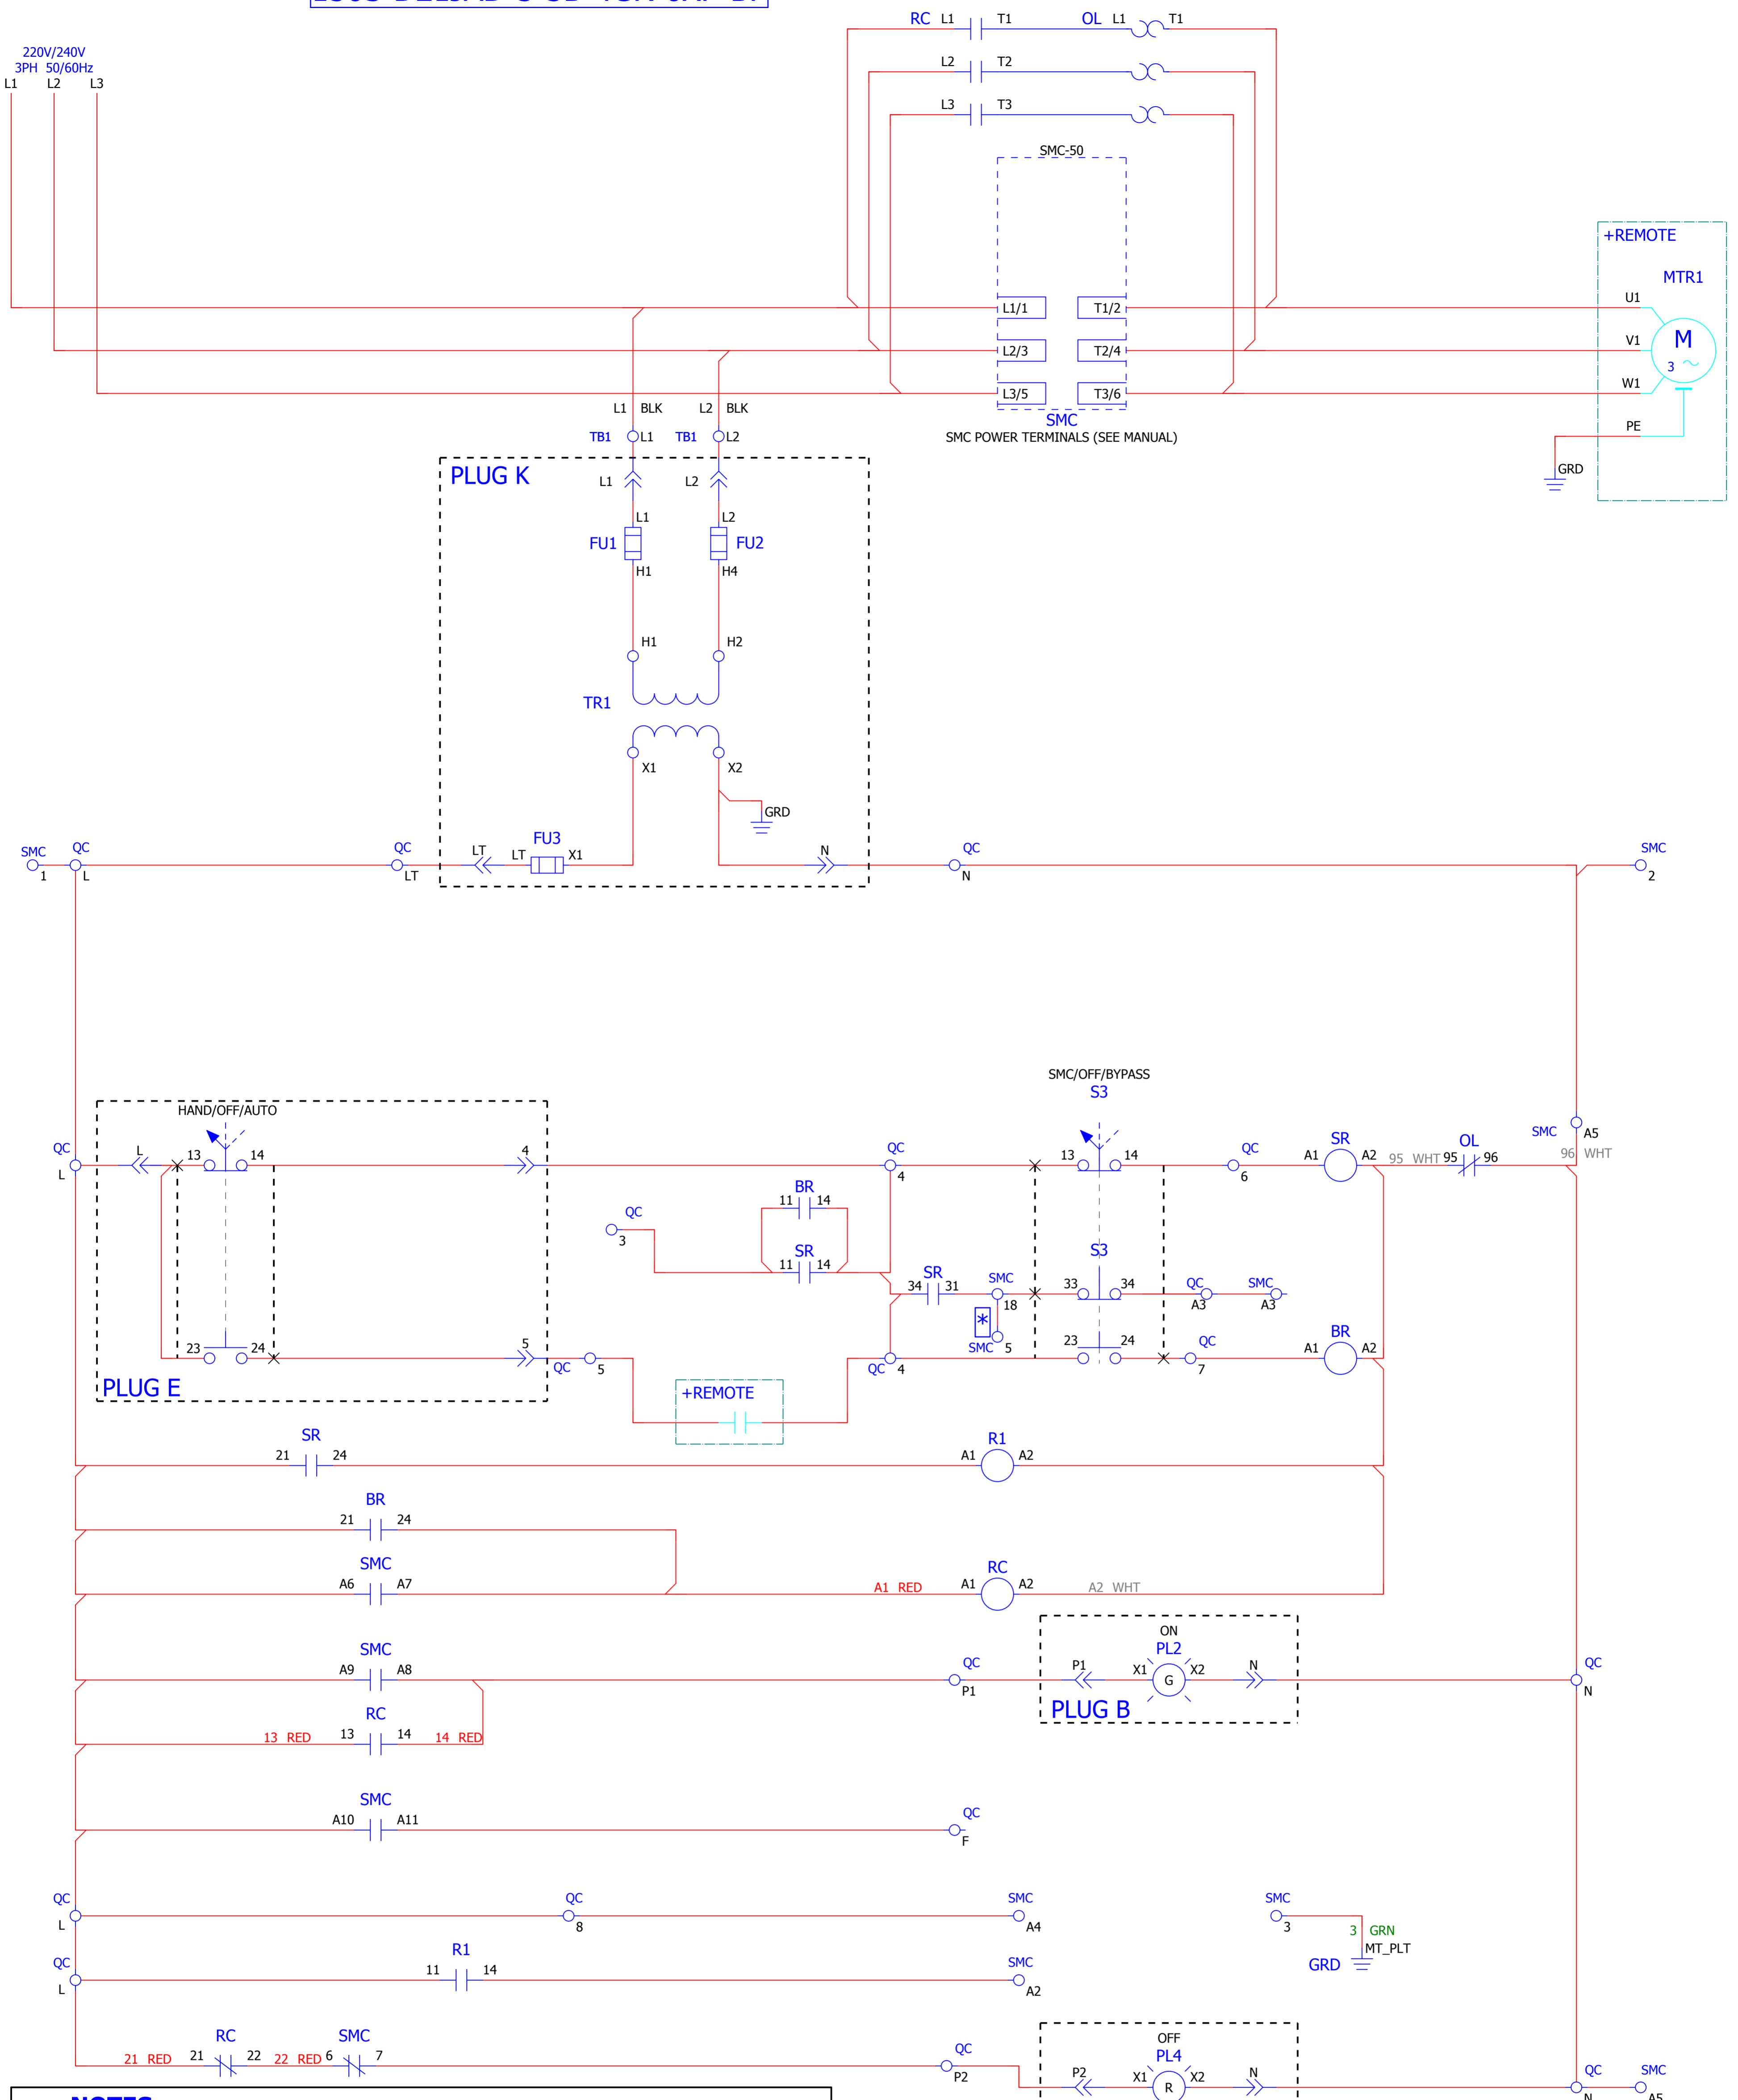 RC L1 T1 OL L1 T1
220V/240V
3PH 50/60Hz
L1 L2 L3
L2 T2
L3 T3
SMC-50
+REMOTE
MTR1
L1/1 T1/2 U1
L2/3 T2/4 V1 M
3
L3/5 T3/6 W1
L1 BLK L2 BLK
SMC
PE
TB1 L1 TB1 L2
SMC POWER TERMINALS (SEE MANUAL)
GRD
PLUG K
L1 L2
L1 L2
FU1 FU2
H1 H4
H1 H2
TR1
X1 X2
GRD
SMC QC QC LT LT FU3 X1 N QC SMC
1 L LT N 2
SMC/OFF/BYPASS
S3
HAND/OFF/AUTO
QC L 13 14 4 QC 13 14 QC SR OL SMC A5
L 4 6 A1 A2 95 WHT 95 96 96 WHT
BR
11 14
QC
3
SR
11 14
S3
SR
34 31 SMC 33 34 QC SMC
18 A3 A3
*
SMC 5
23 24 5 QC 5 QC 4 23 24 QC 7 BR A1 A2
PLUG E
+REMOTE
SR
21 24
R1
A1 A2
BR
21 24
SMC
A6 A7
RC
A1 RED A1 A2 A2 WHT
ON
SMC
A9 A8 QC P1 P1 X1 PL2 G X2 N QC N
PLUG B
RC
13 RED 13 14 14 RED
SMC
A10 A11 QC
F
QC QC SMC SMC
L 8 A4 3
3 GRN
MT_PLT
GRD
QC R1 SMC
L 11 14 A2
OFF
RC SMC PL4
21 RED 21 22 22 RED 6 7 QC P2 P2 X1 R X2 N QC SMC